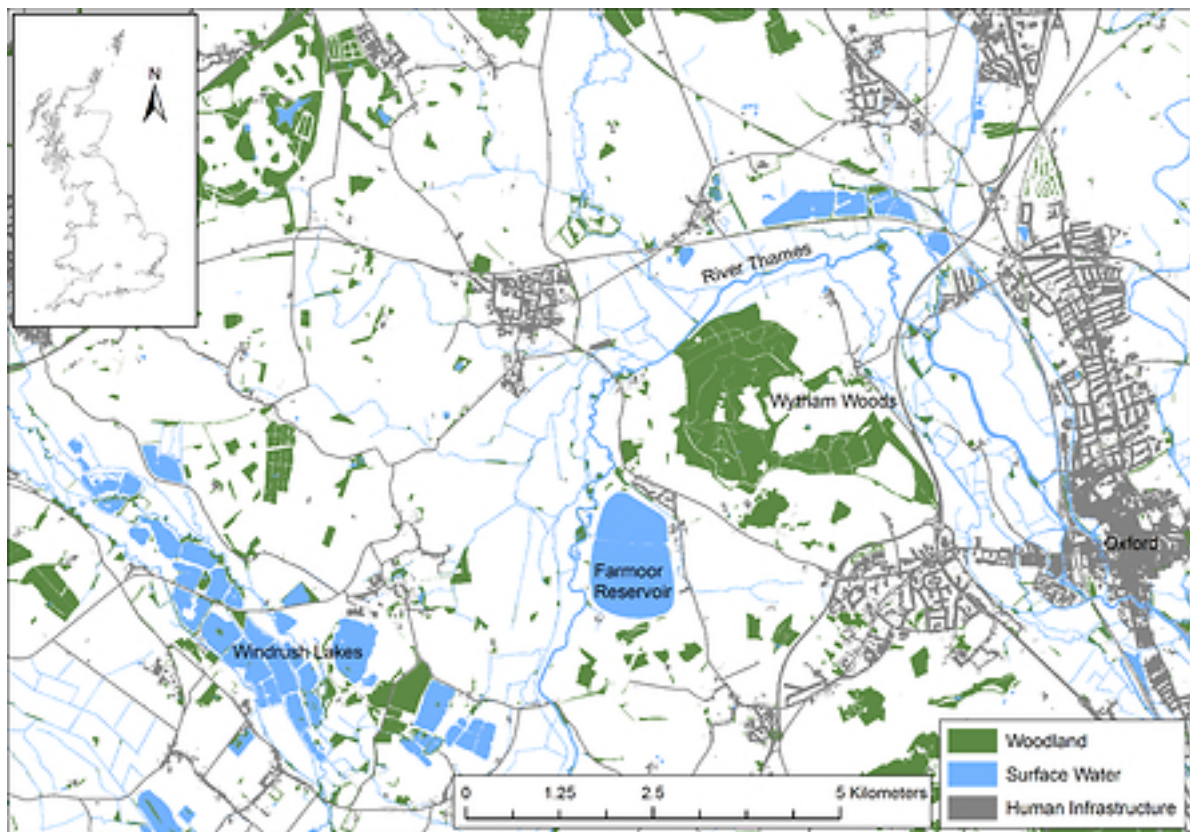 N
River Thames
Wytham Woods
Oxford
Farmoor
Reservoir
Windrush Lakes
Woodland
Surface Water
Human Infrastructure
0 1.25 2.5 5 Kilometers